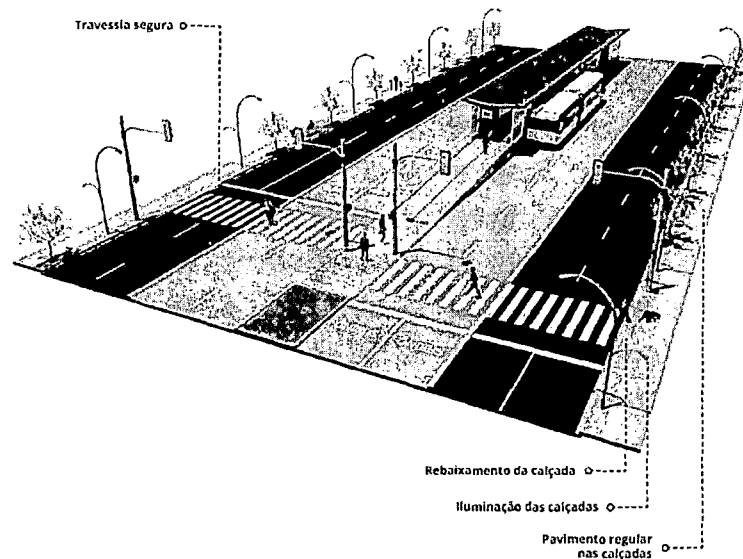 Travessia segura
Rebaixamento da calçada
Iluminação das calçadas
Pavimento regular
nas calçadas